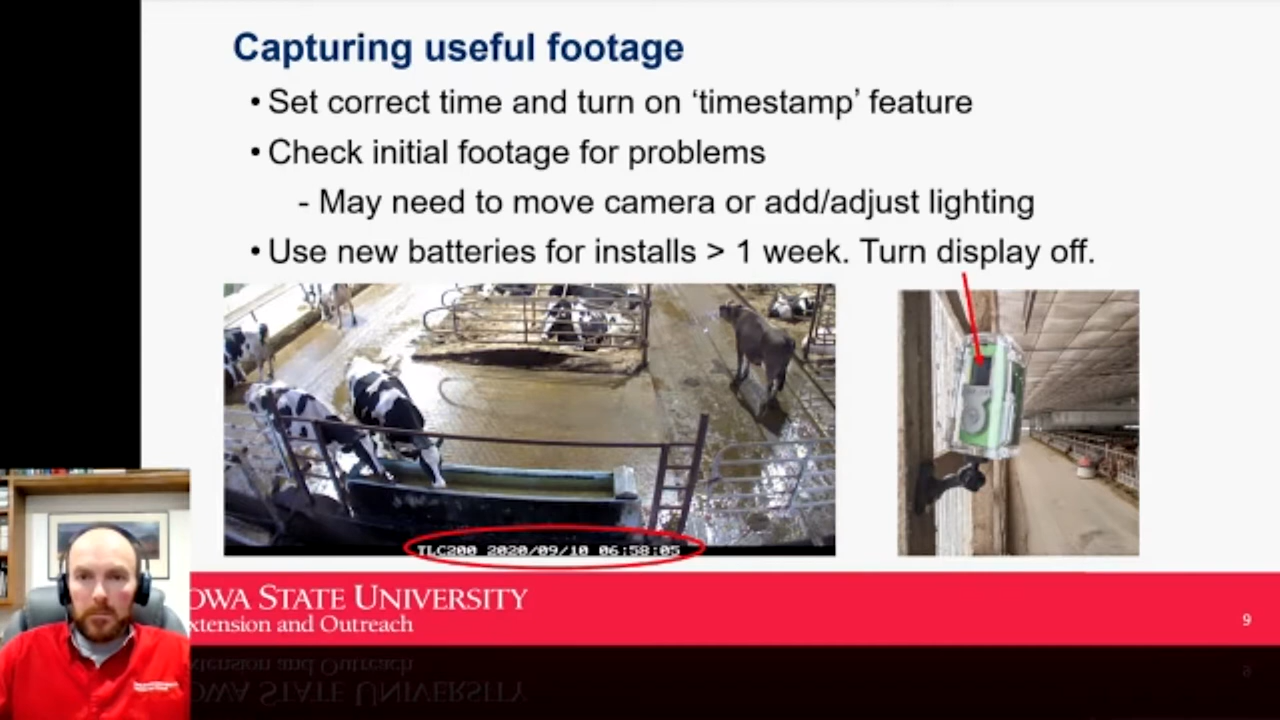 Capturing useful footage
• Set correct time and turn on ‘timestamp’ feature
• Check initial footage for problems
- May need to move camera or add/adjust lighting
• Use new batteries for installs > 1 week. Turn display off.
TLC200 2020/09/10 06:58:05
OWA STATE UNIVERSITY
xtension and Outreach
9